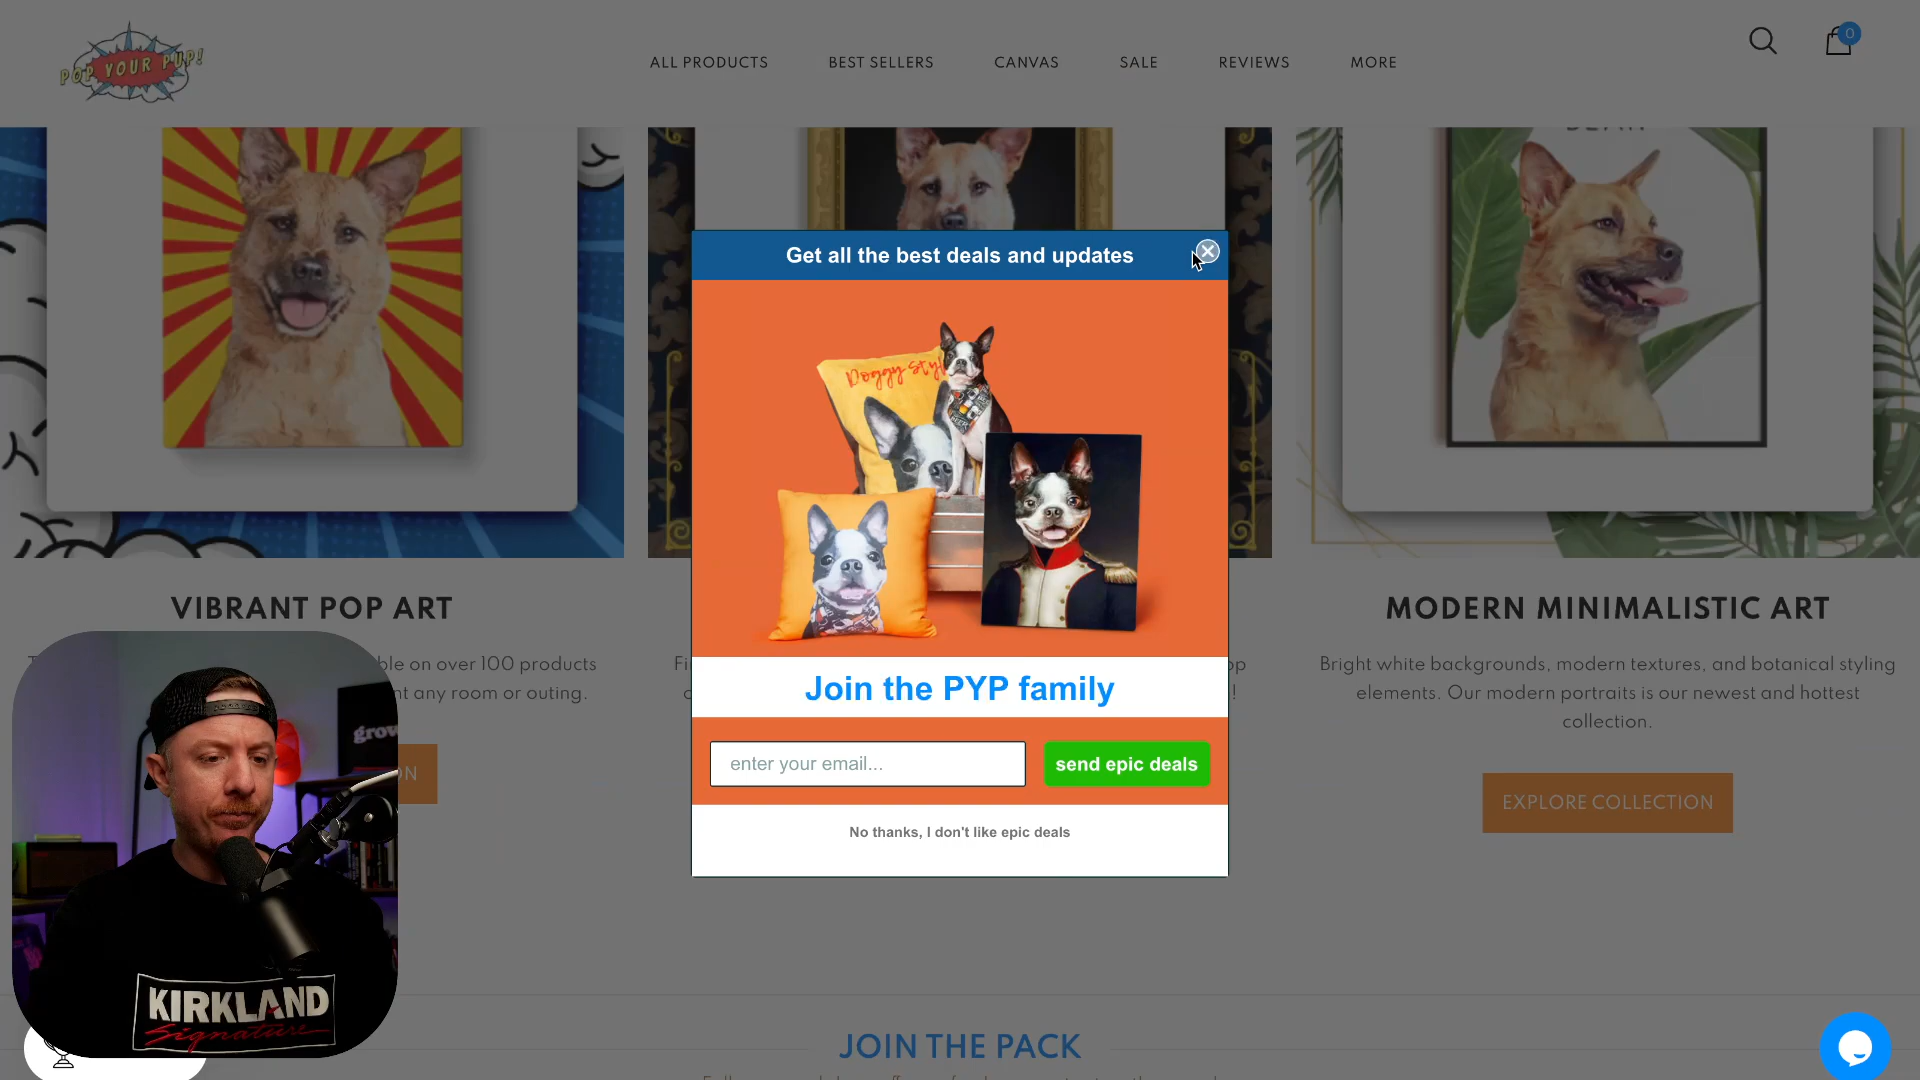 POP YOUR PUP!
ALL PRODUCTS
BEST SELLERS
CANVAS
SALE
REVIEWS
MORE
0
Get all the best deals and updates
Doggy Style
Join the PYP family
enter your email...
send epic deals
No thanks, I don't like epic deals
VIBRANT POP ART
ble on over 100 products
nt any room or outing.
MODERN MINIMALISTIC ART
Bright white backgrounds, modern textures, and botanical styling
elements. Our modern portraits is our newest and hottest
collection.
EXPLORE COLLECTION
grow
KIRKLAND
Signature
JOIN THE PACK